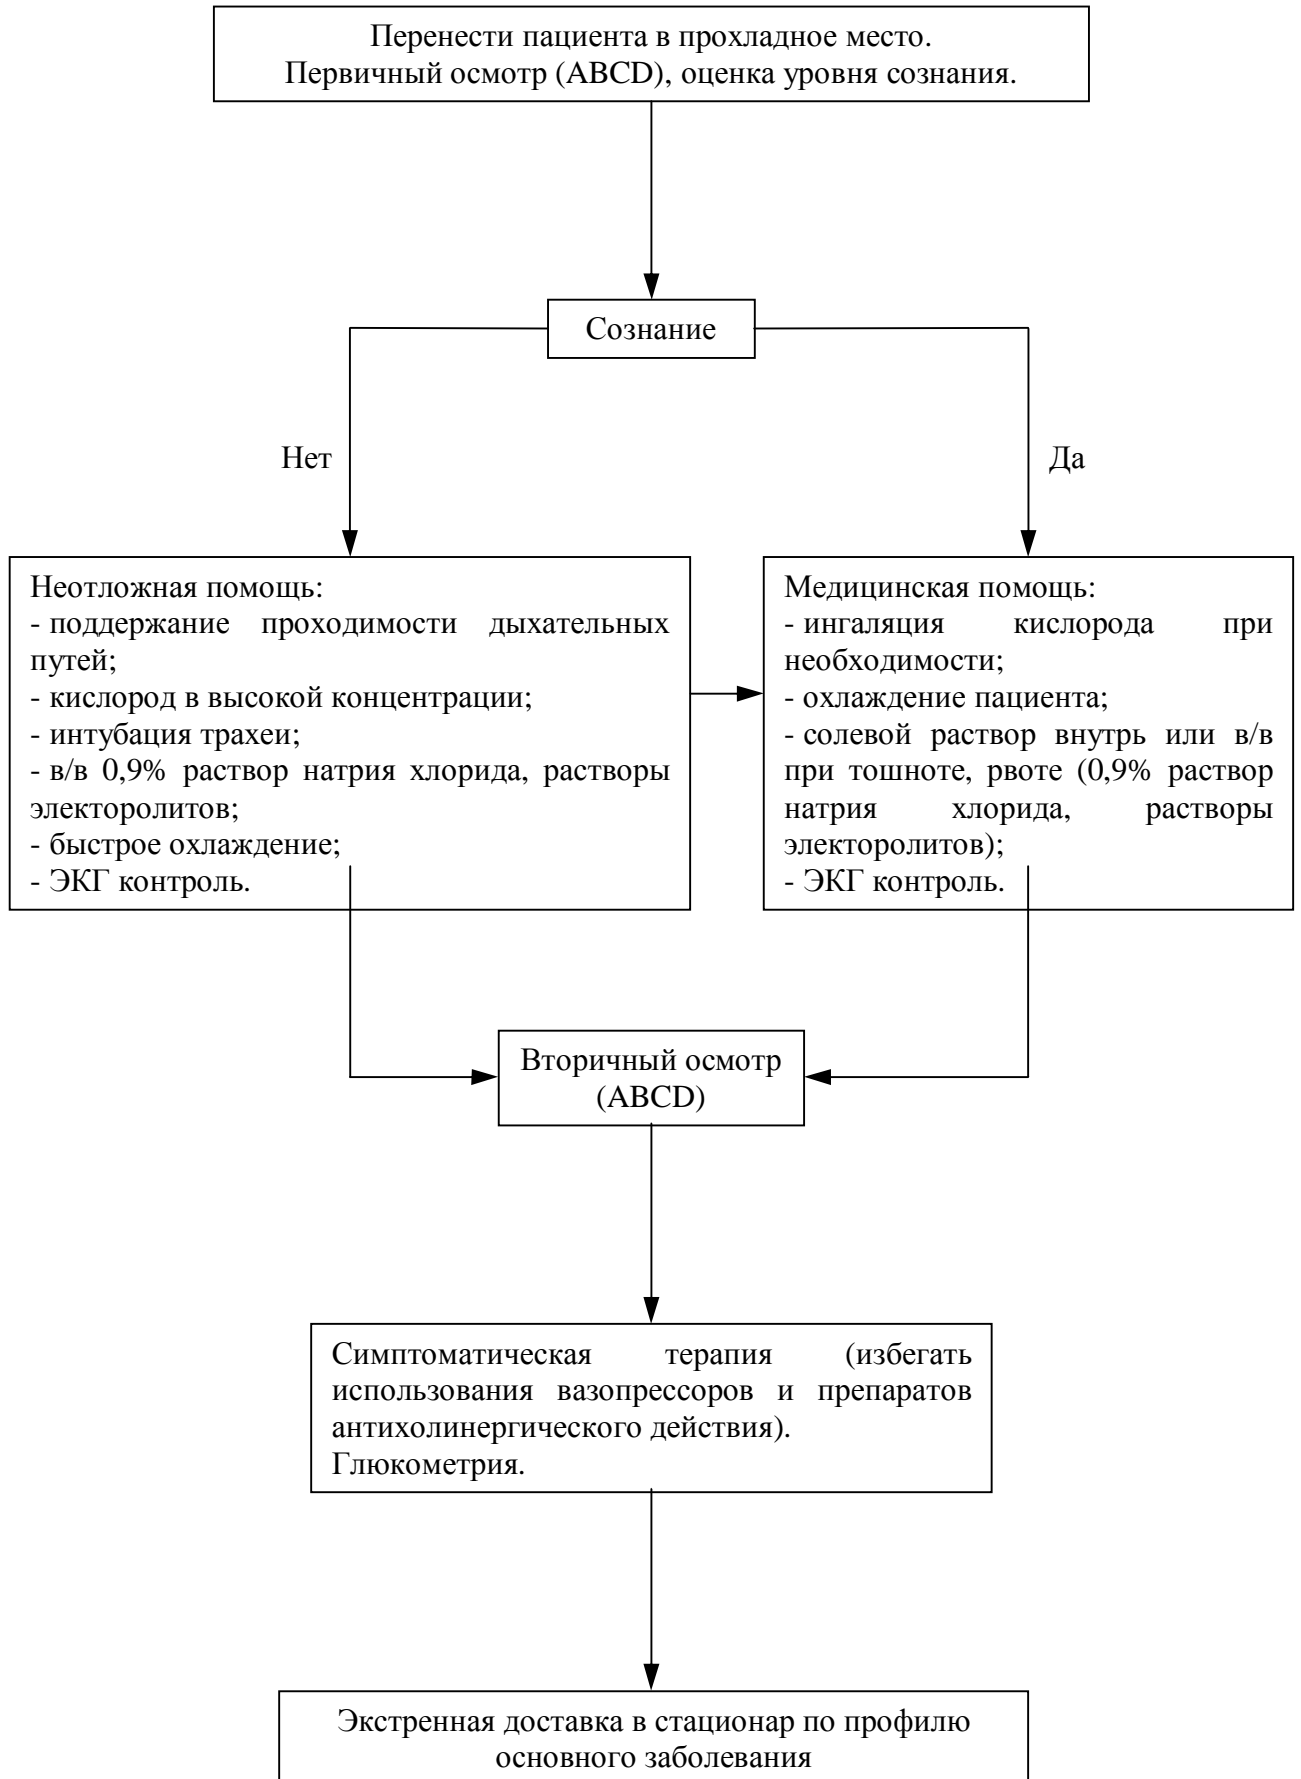 Перенести пациента в прохладное место.
Первичный осмотр (ABCD), оценка уровня сознания.
Сознание
Нет
Да
Неотложная помощь:
- поддержание проходимости дыхательных
путей;
- кислород в высокой концентрации;
- интубация трахеи;
- в/в 0,9% раствор натрия хлорида, растворы
электоролитов;
- быстрое охлаждение;
- ЭКГ контроль.
Медицинская помощь:
- ингаляция кислорода при
необходимости;
- охлаждение пациента;
- солевой раствор внутрь или в/в
при тошноте, рвоте (0,9% раствор
натрия хлорида, растворы
электоролитов);
- ЭКГ контроль.
Вторичный осмотр
(ABCD)
Симптоматическая терапия (избегать
использования вазопрессоров и препаратов
антихолинергического действия).
Глюкометрия.
Экстренная доставка в стационар по профилю
основного заболевания